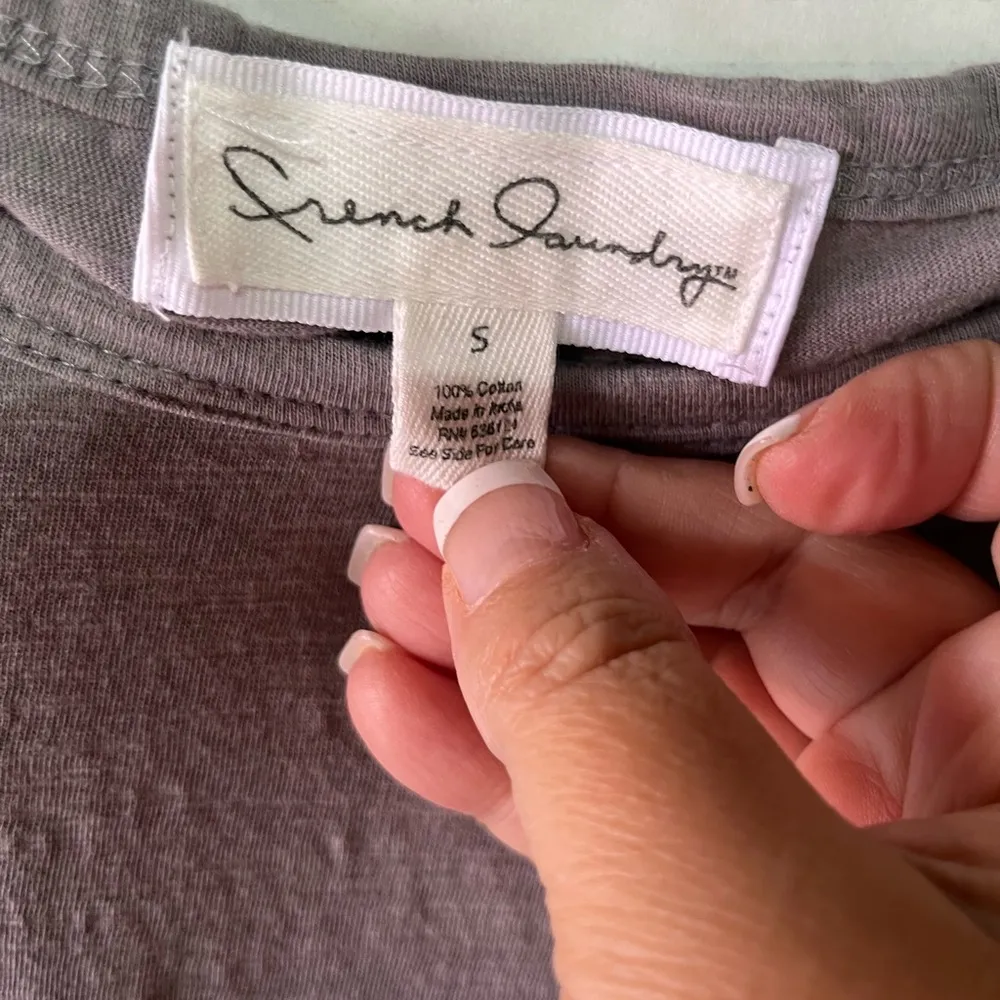 French Laundry™
S
100% Cotton
Made in India
RN#
See Side For Care